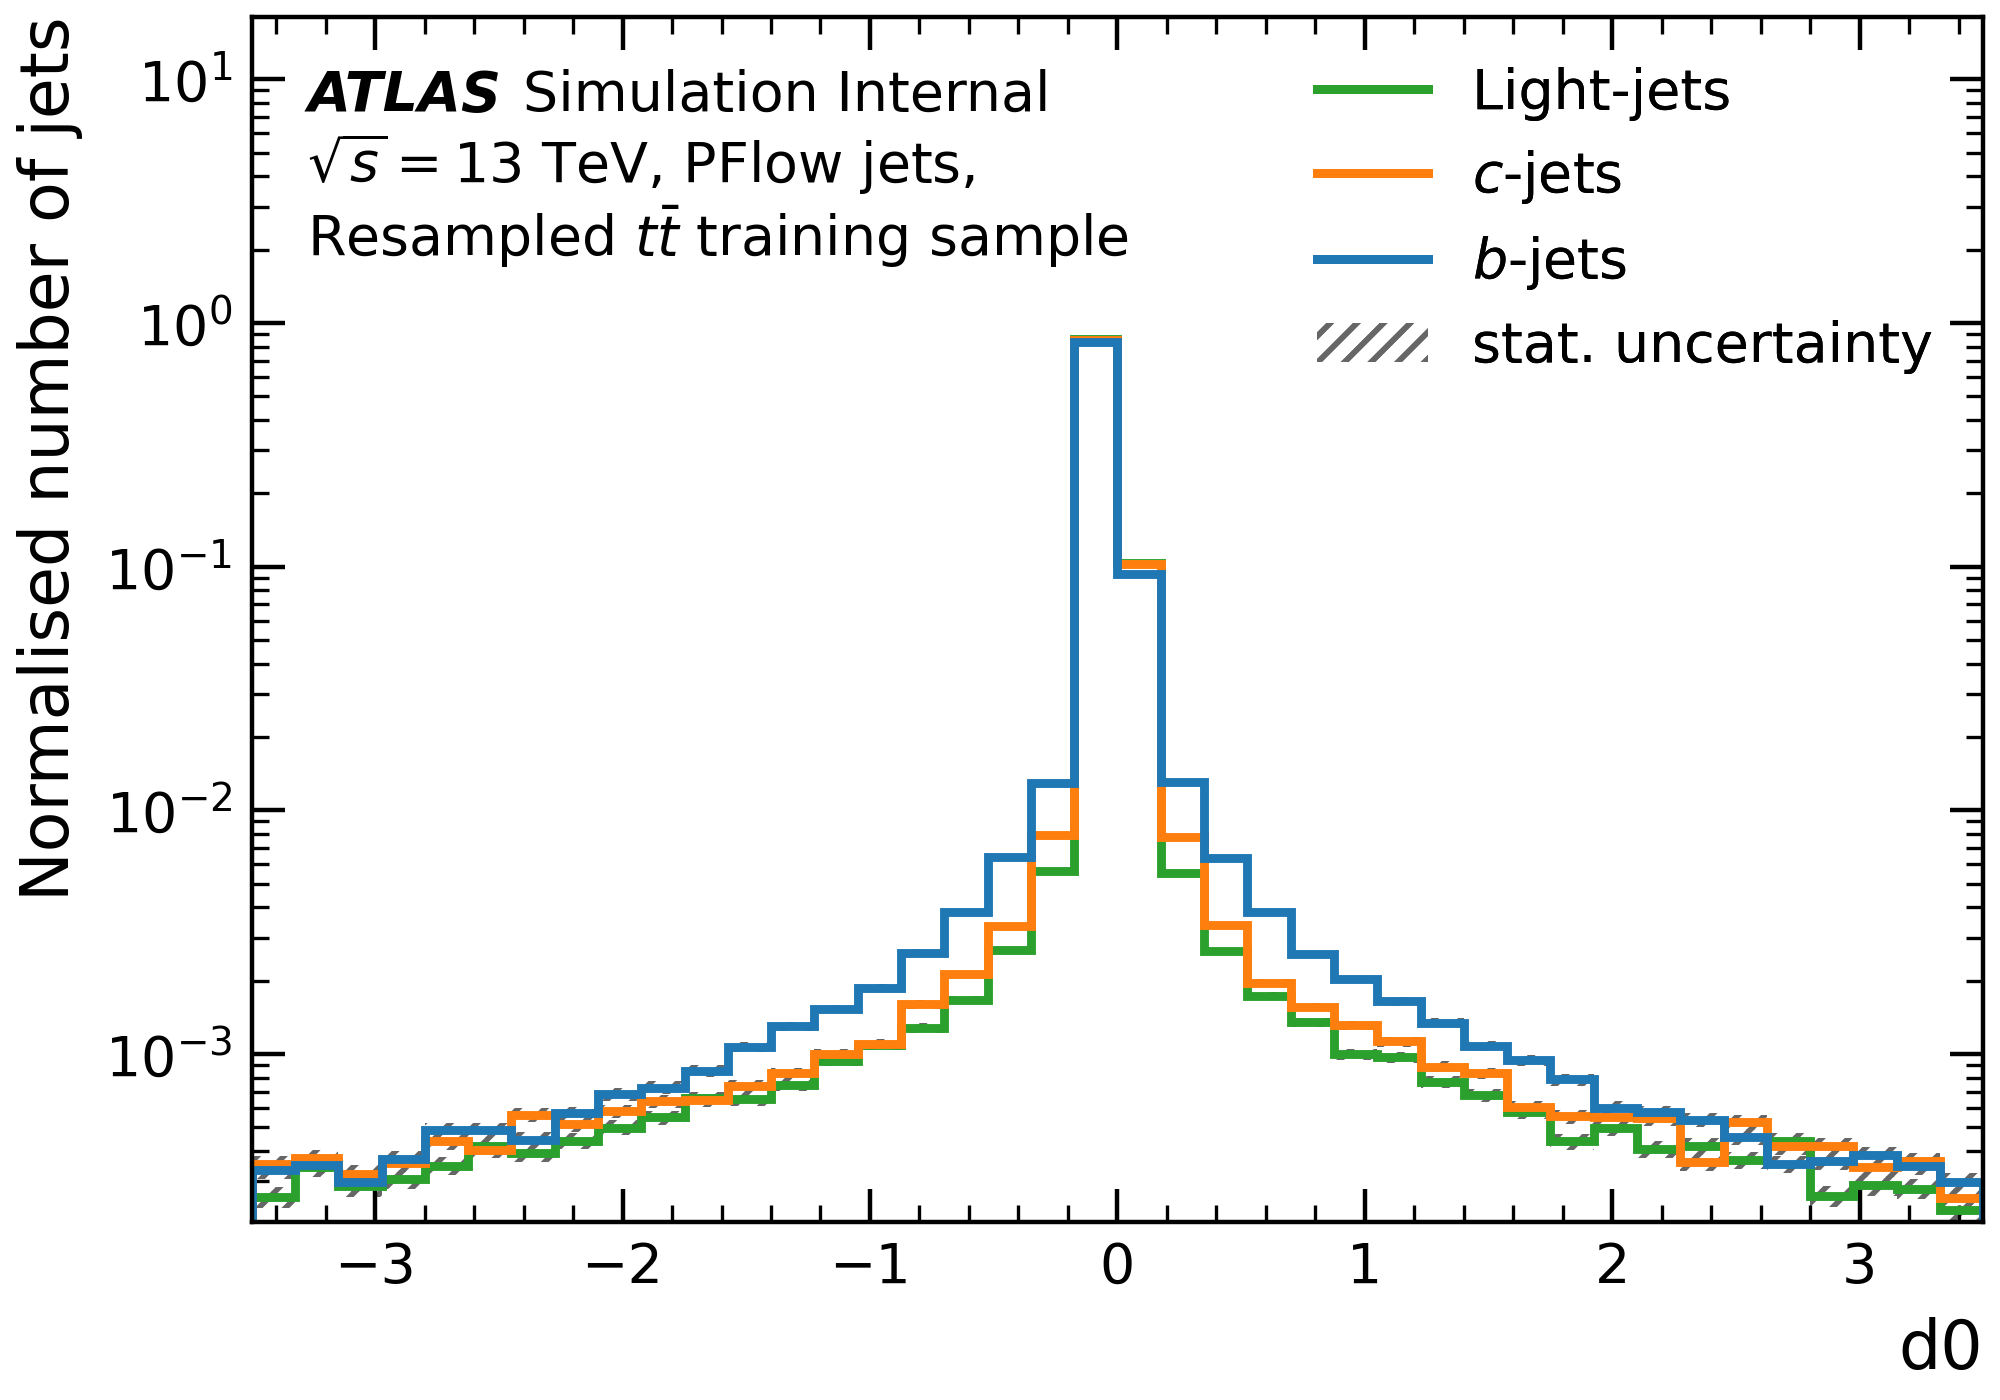 Normalised number of jets
10¹
10⁰
10⁻¹
10⁻²
10⁻³
ATLAS Simulation Internal
√s = 13 TeV, PFlow jets,
Resampled tt̄ training sample
Light-jets
c-jets
b-jets
stat. uncertainty
−3 −2 −1 0 1 2 3
d0